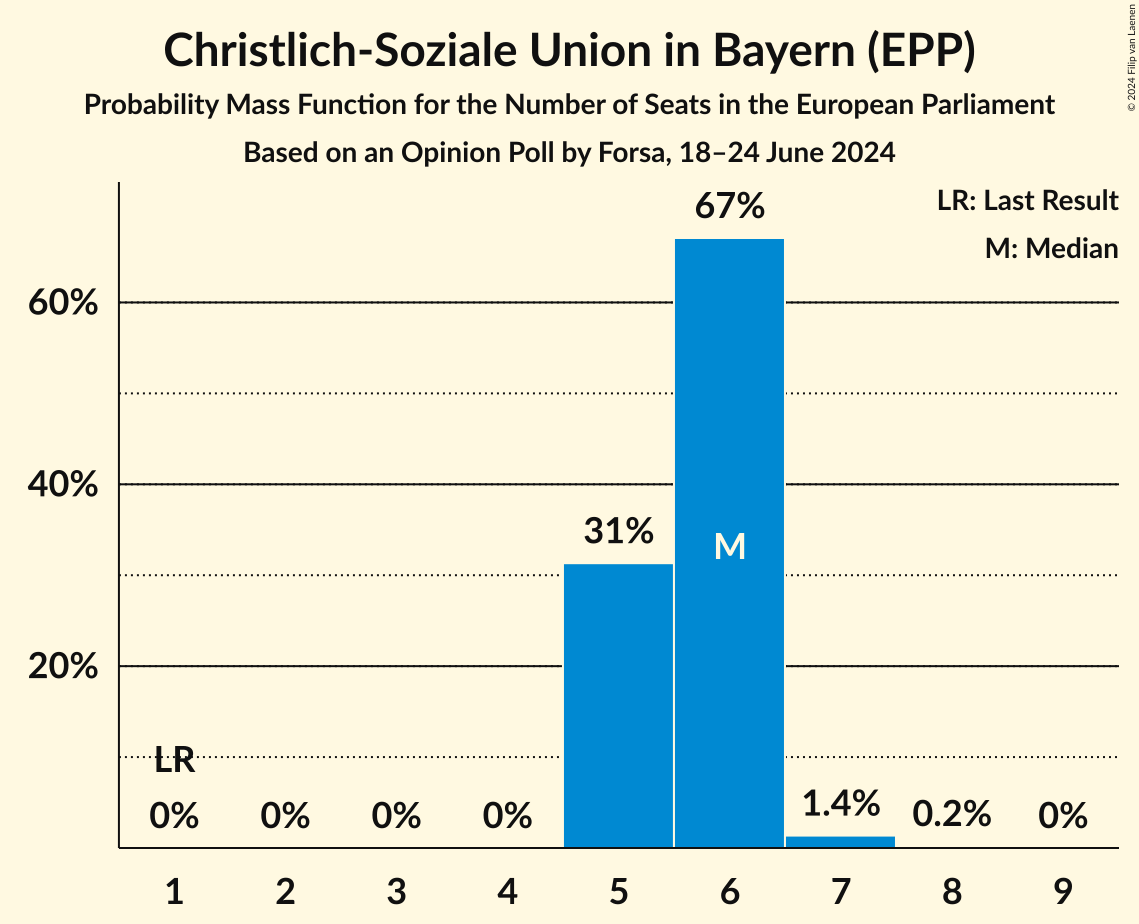 Christlich-Soziale Union in Bayern (EPP)
Probability Mass Function for the Number of Seats in the European Parliament
Based on an Opinion Poll by Forsa, 18–24 June 2024
© 2024 Filip van Laenen
LR: Last Result
M: Median
67%
60%
40%
31%
M
20%
LR
0% 0% 0% 0% 1.4% 0.2% 0%
1 2 3 4 5 6 7 8 9